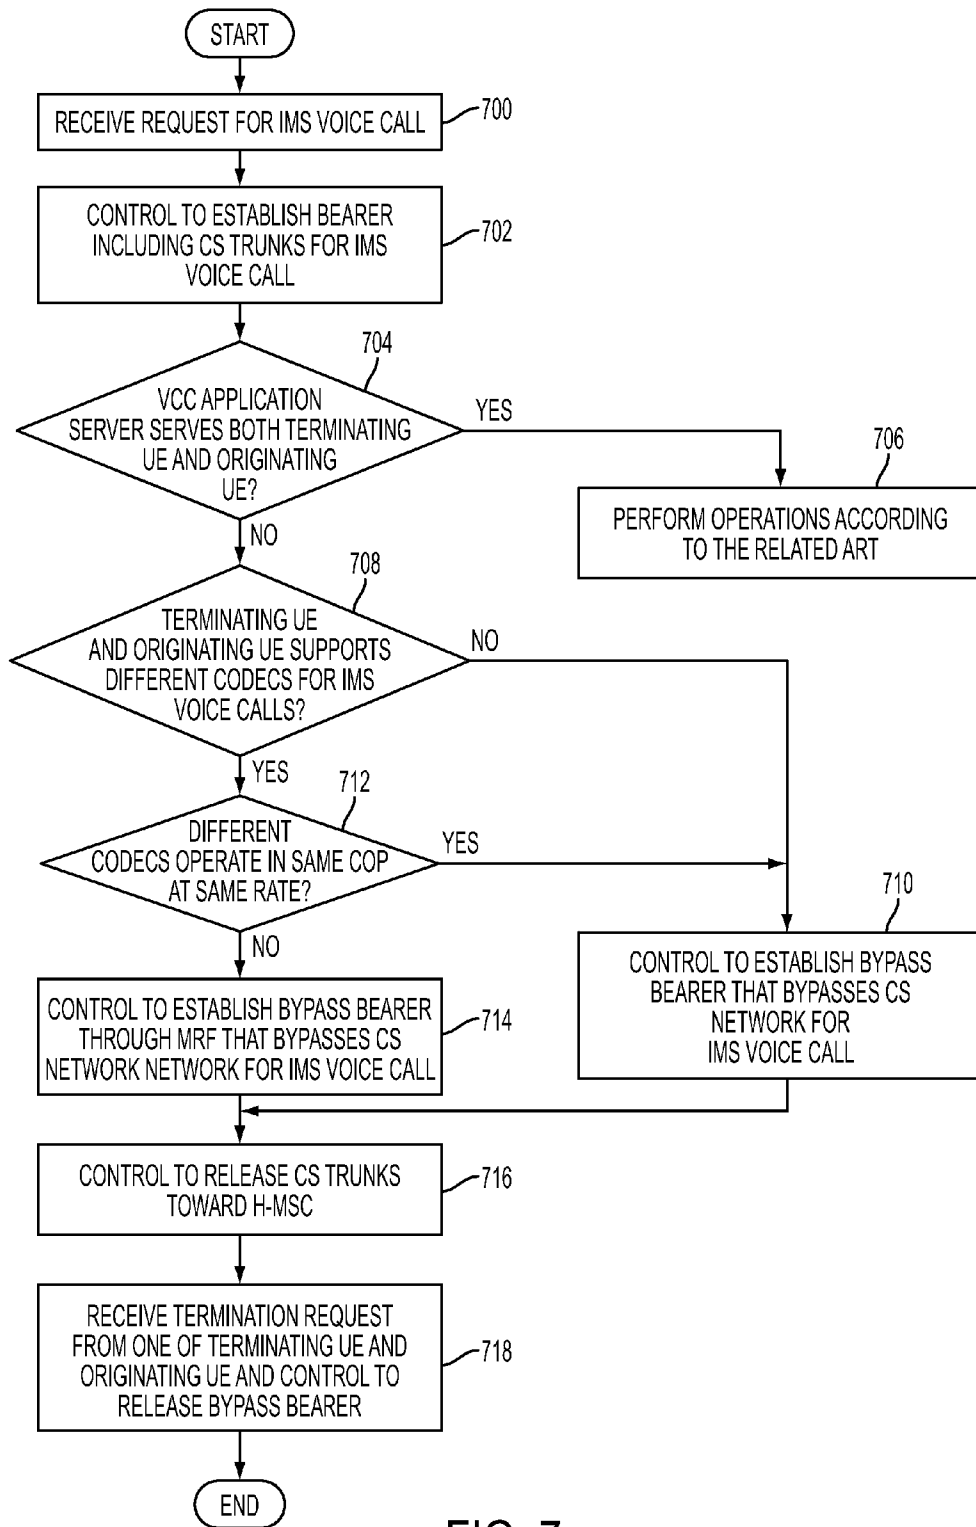 START
RECEIVE REQUEST FOR IMS VOICE CALL
700
CONTROL TO ESTABLISH BEARER
INCLUDING CS TRUNKS FOR IMS
VOICE CALL
702
704
VCC APPLICATION
SERVER SERVES BOTH TERMINATING
UE AND ORIGINATING
UE?
YES
706
PERFORM OPERATIONS ACCORDING
TO THE RELATED ART
NO
708
TERMINATING UE
AND ORIGINATING UE SUPPORTS
DIFFERENT CODECS FOR IMS
VOICE CALLS?
NO
YES
712
DIFFERENT
CODECS OPERATE IN SAME COP
AT SAME RATE?
YES
710
CONTROL TO ESTABLISH BYPASS
BEARER THAT BYPASSES CS
NETWORK FOR
IMS VOICE CALL
NO
CONTROL TO ESTABLISH BYPASS BEARER
THROUGH MRF THAT BYPASSES CS
NETWORK NETWORK FOR IMS VOICE CALL
714
CONTROL TO RELEASE CS TRUNKS
TOWARD H-MSC
716
RECEIVE TERMINATION REQUEST
FROM ONE OF TERMINATING UE AND
ORIGINATING UE AND CONTROL TO
RELEASE BYPASS BEARER
718
END
FIG. 7